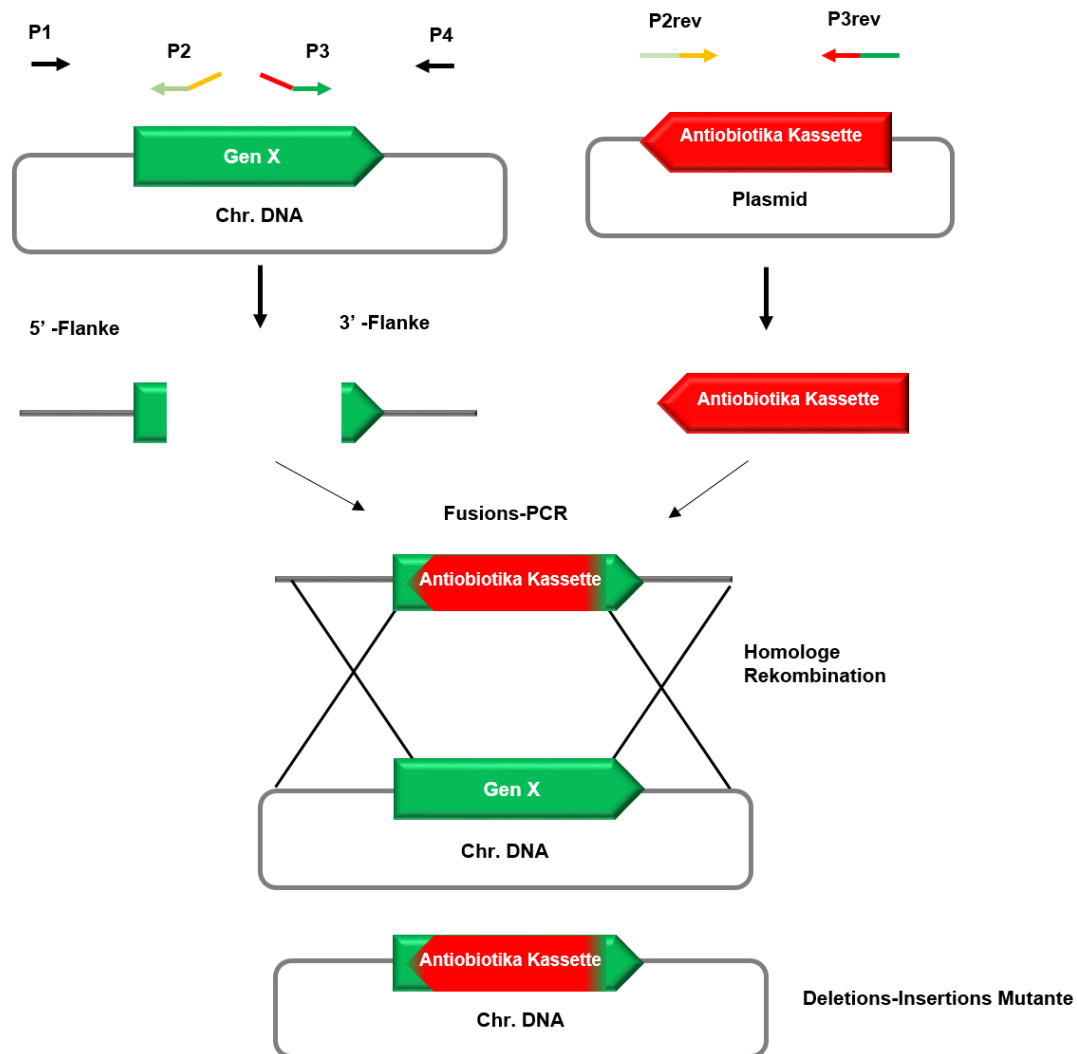 P1
P2
P3
P4
P2rev
P3rev
Gen X
Chr. DNA
Antiobiotika Kassette
Plasmid
5' -Flanke
3' -Flanke
Antiobiotika Kassette
Fusions-PCR
Antiobiotika Kassette
Homologe
Rekombination
Gen X
Chr. DNA
Antiobiotika Kassette
Chr. DNA
Deletions-Insertions Mutante